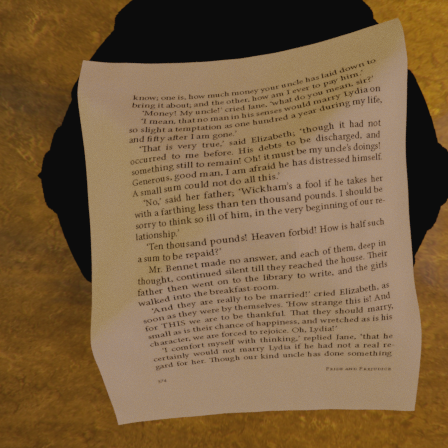 know; one is, how much money your uncle has laid down to
bring it about; and the other, how am I ever to pay him.'
'Money! My uncle!' cried Jane, 'what do you mean, sir?'
'I mean, that no man in his senses would marry Lydia on
so slight a temptation as one hundred a year during my life,
and fifty after I am gone.'
'That is very true,' said Elizabeth; 'though it had not
occurred to me before. His debts to be discharged, and
something still to remain! Oh! it must be my uncle's doings!
Generous, good man, I am afraid he has distressed himself.
A small sum could not do all this.'
'No,' said her father; 'Wickham's a fool if he takes her
with a farthing less than ten thousand pounds. I should be
sorry to think so ill of him, in the very beginning of our re-
lationship.'
'Ten thousand pounds! Heaven forbid! How is half such
a sum to be repaid?'
Mr. Bennet made no answer, and each of them, deep in
thought, continued silent till they reached the house. Their
father then went on to the library to write, and the girls
walked into the breakfast-room.
'And they are really to be married!' cried Elizabeth, as
soon as they were by themselves. 'How strange this is! And
for THIS we are to be thankful. That they should marry,
small as is their chance of happiness, and wretched as is his
character, we are forced to rejoice. Oh, Lydia!'
'I comfort myself with thinking,' replied Jane, 'that he
certainly would not marry Lydia if he had not a real re-
gard for her. Though our kind uncle has done something
Pride and Prejudice